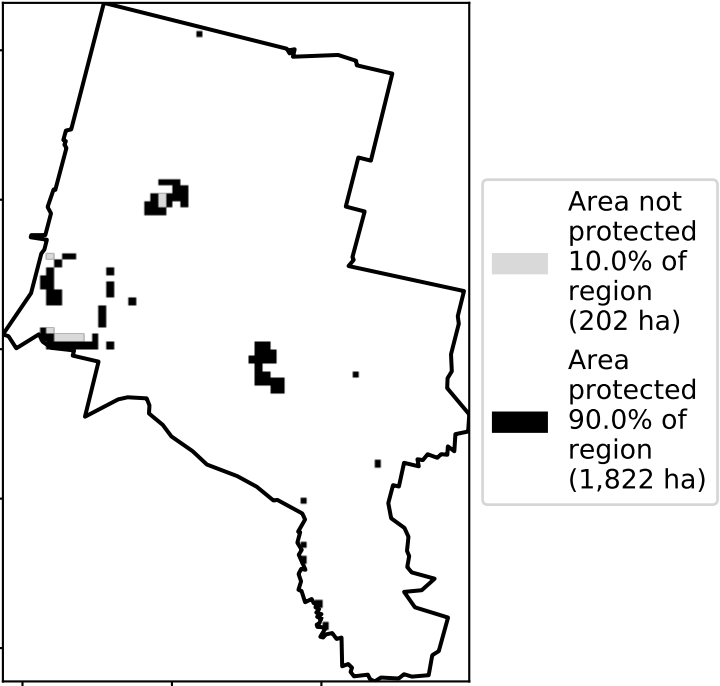 Area not
protected
10.0% of
region
(202 ha)
Area
protected
90.0% of
region
(1,822 ha)